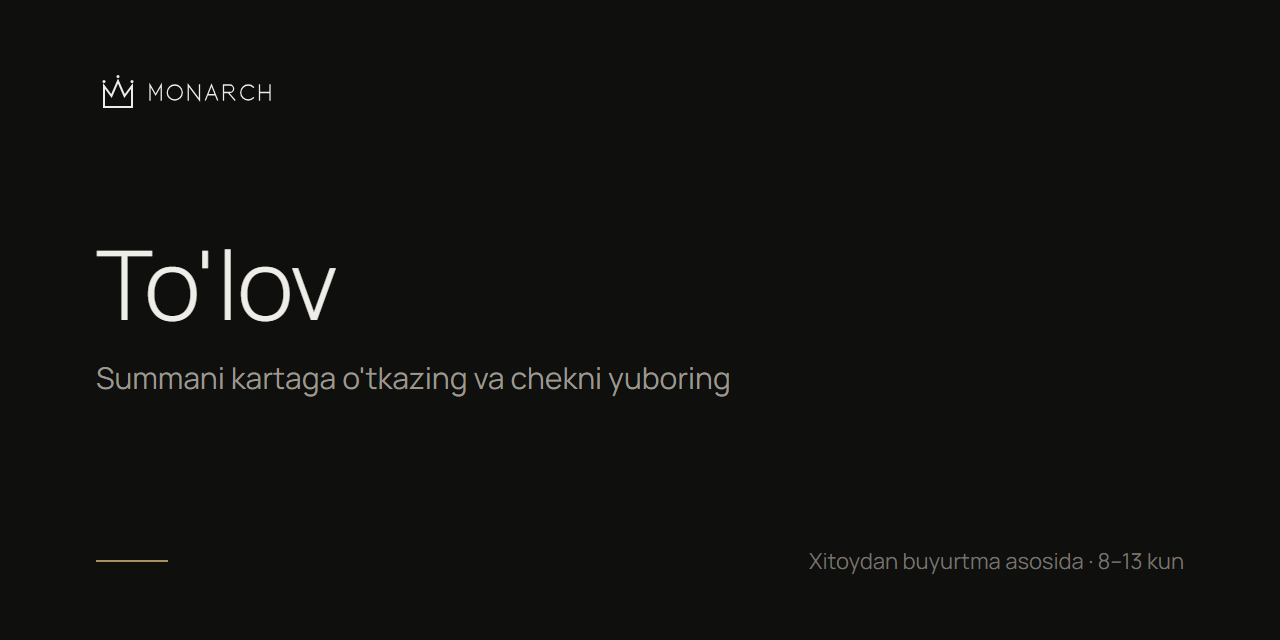 MONARCH
To'lov
Summani kartaga o'tkazing va chekni yuboring
Xitoydan buyurtma asosida · 8–13 kun